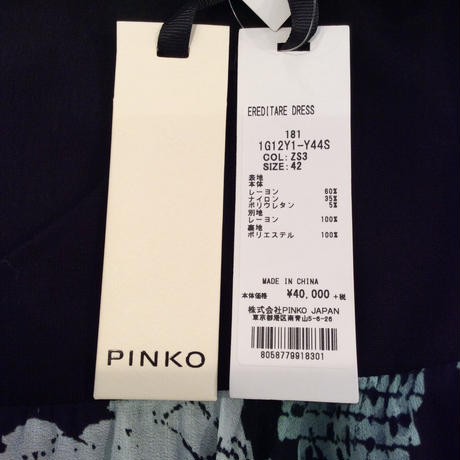 PINKO
EREDITARE DRESS
181
1G12Y1-Y44S
COL: ZS3
SIZE: 42
表地
本体
レーヨン 60%
ナイロン 35%
ポリウレタン 5%
別地
レーヨン 100%
裏地
ポリエステル 100%
MADE IN CHINA
本体価格 ¥40,000 +税
株式会社PINKO JAPAN
東京都港区南青山5-6-26
8058779918301